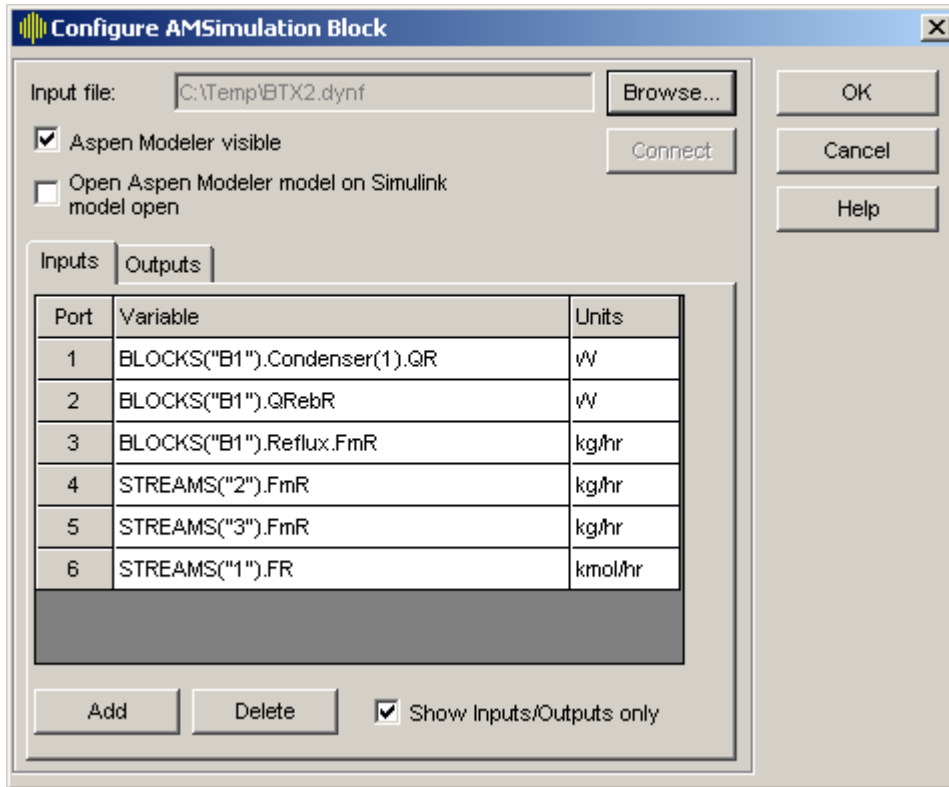 Configure AMSimulation Block
Input file: C:\Temp\BTX2.dynf Browse... OK
Aspen Modeler visible Connect Cancel
Open Aspen Modeler model on Simulink
model open
Help
Inputs Outputs
Port Variable Units
1 BLOCKS("B1").Condenser(1).QR W
2 BLOCKS("B1").QRebR W
3 BLOCKS("B1").Reflux.FmR kg/hr
4 STREAMS("2").FmR kg/hr
5 STREAMS("3").FmR kg/hr
6 STREAMS("1").FR kmol/hr
Add Delete Show Inputs/Outputs only